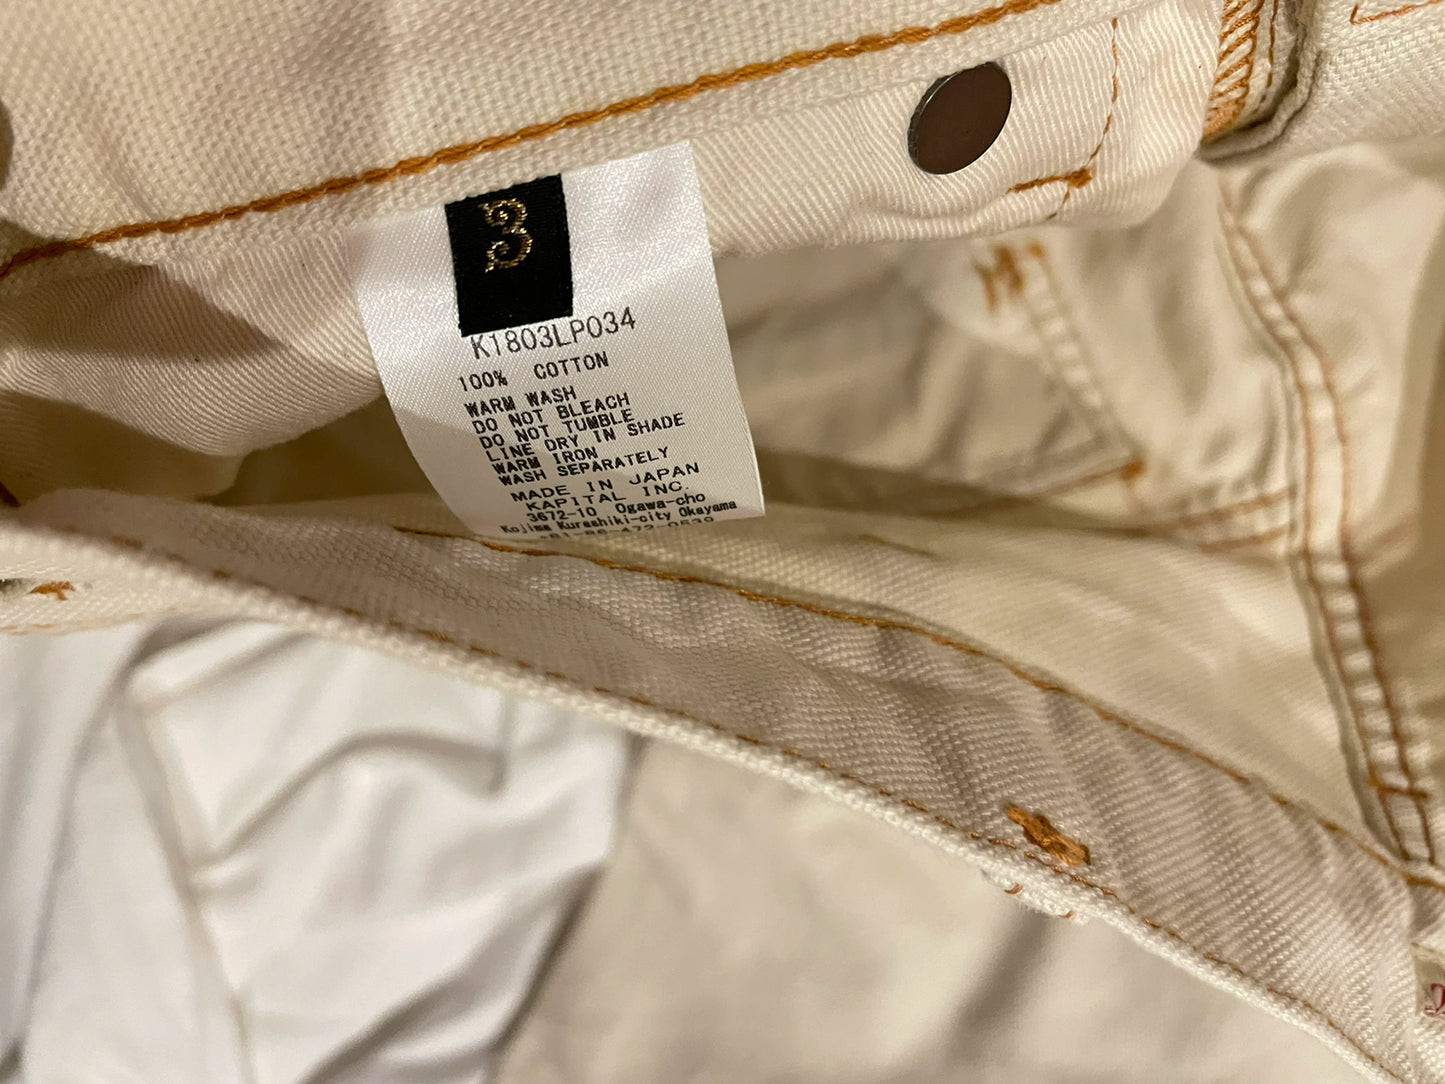 3
K1803LP034
100% COTTON
WARM WASH
DO NOT BLEACH
DO NOT TUMBLE
LINE DRY IN SHADE
WARM IRON
WASH SEPARATELY
MADE IN JAPAN
KAPITAL INC.
3672-10 Ogawa-cho
Kojima Kurashiki-city Okayama